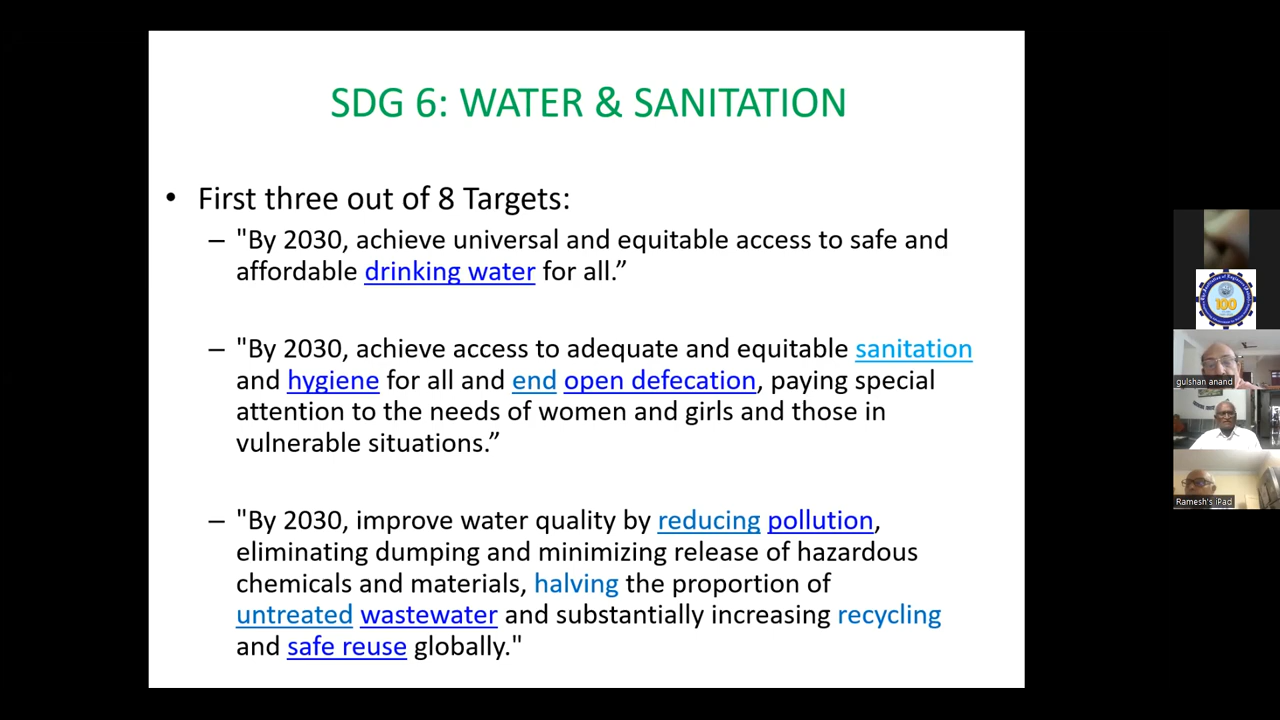 SDG 6: WATER & SANITATION
• First three out of 8 Targets:
– "By 2030, achieve universal and equitable access to safe and
affordable drinking water for all.”
– "By 2030, achieve access to adequate and equitable sanitation
and hygiene for all and end open defecation, paying special
attention to the needs of women and girls and those in
vulnerable situations.”
– "By 2030, improve water quality by reducing pollution,
eliminating dumping and minimizing release of hazardous
chemicals and materials, halving the proportion of
untreated wastewater and substantially increasing recycling
and safe reuse globally."
100
gulshan anand
Ramesh's iPad